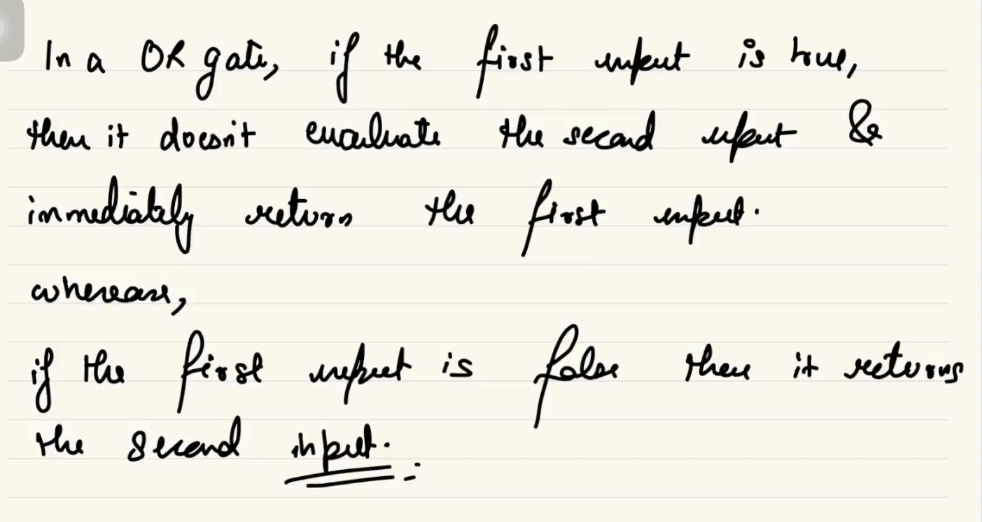 In a OR gate, if the first input is true,
then it doesn't evaluate the second input &
immediately return the first input.
whereas,
if the first input is false then it returns
the second input.